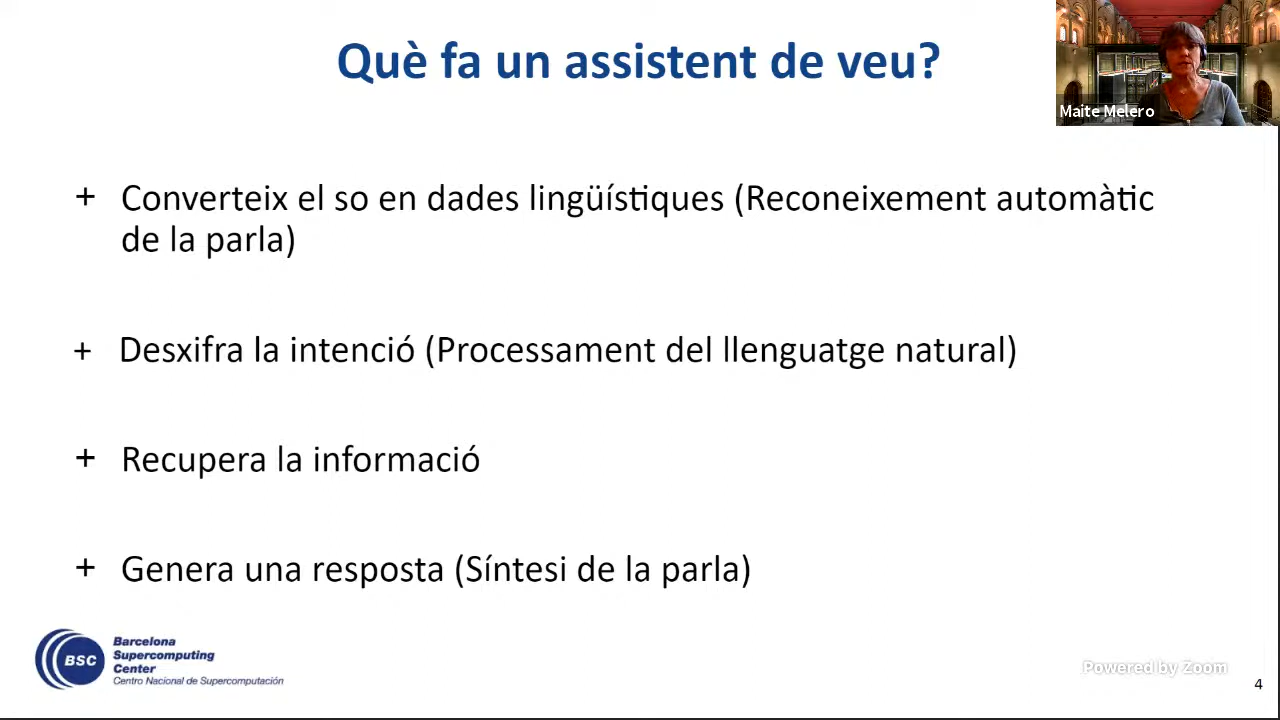 Què fa un assistent de veu?
Maite Melero
+ Converteix el so en dades lingüístiques (Reconeixement automàtic
de la parla)
+ Desxifra la intenció (Processament del llenguatge natural)
+ Recupera la informació
+ Genera una resposta (Síntesi de la parla)
BSC
Barcelona
Supercomputing
Center
Centro Nacional de Supercomputación
Powered by Zoom
4